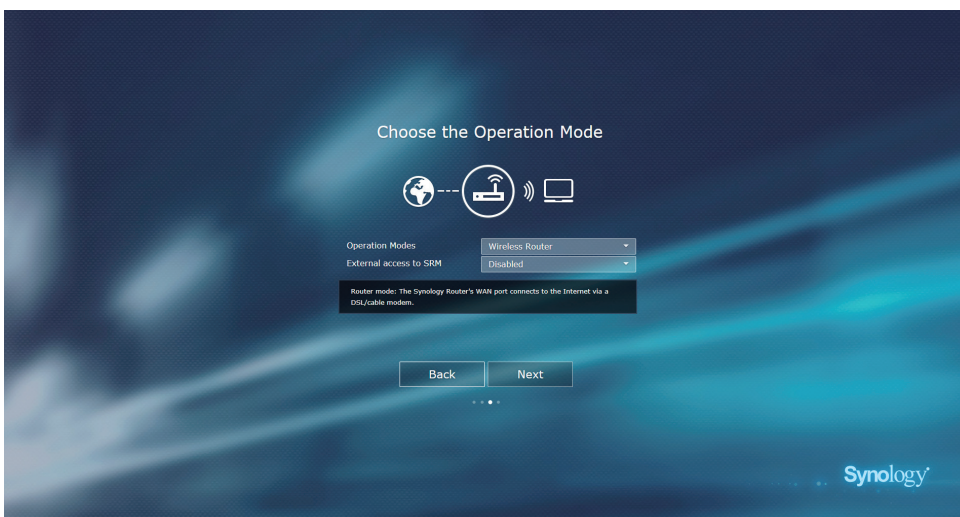 Choose the Operation Mode
Operation Modes
Wireless Router
External access to SRM
Disabled
Router mode: The Synology Router's WAN port connects to the Internet via a
DSL/cable modem.
Back
Next
Synology